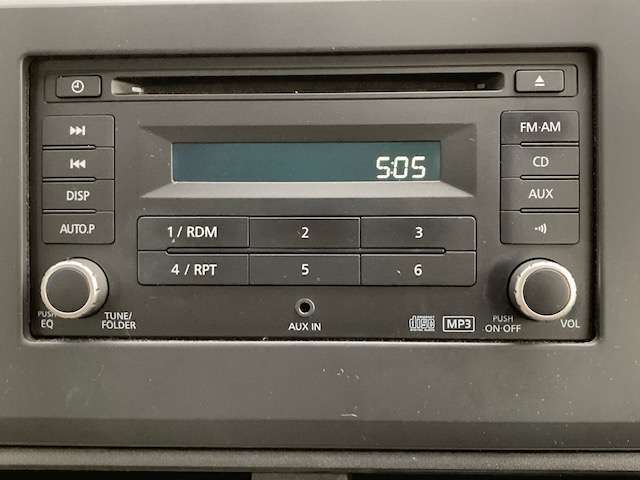 FM·AM
CD
DISP
AUX
AUTO.P
5:05
1 / RDM
2
3
4 / RPT
5
6
PUSH
EQ
TUNE/
FOLDER
AUX IN
MP3
PUSH
ON·OFF
VOL